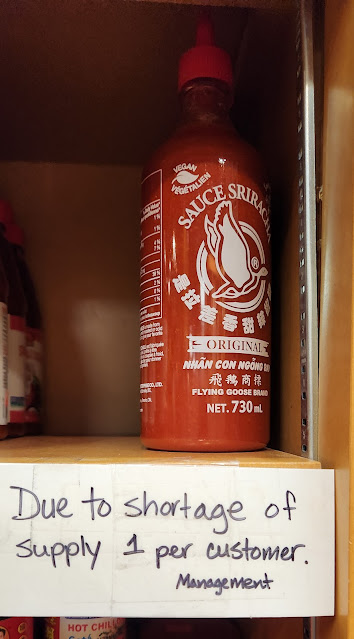 VEGAN
VÉGÉTALIEN
SAUCE SRIRACHA
ORIGINAL
NHÃN CON NGỖNG BAY
飛鵝商標
FLYING GOOSE BRAND
NET. 730 mL
Due to shortage of
supply 1 per customer.
Management
HOT CHILI